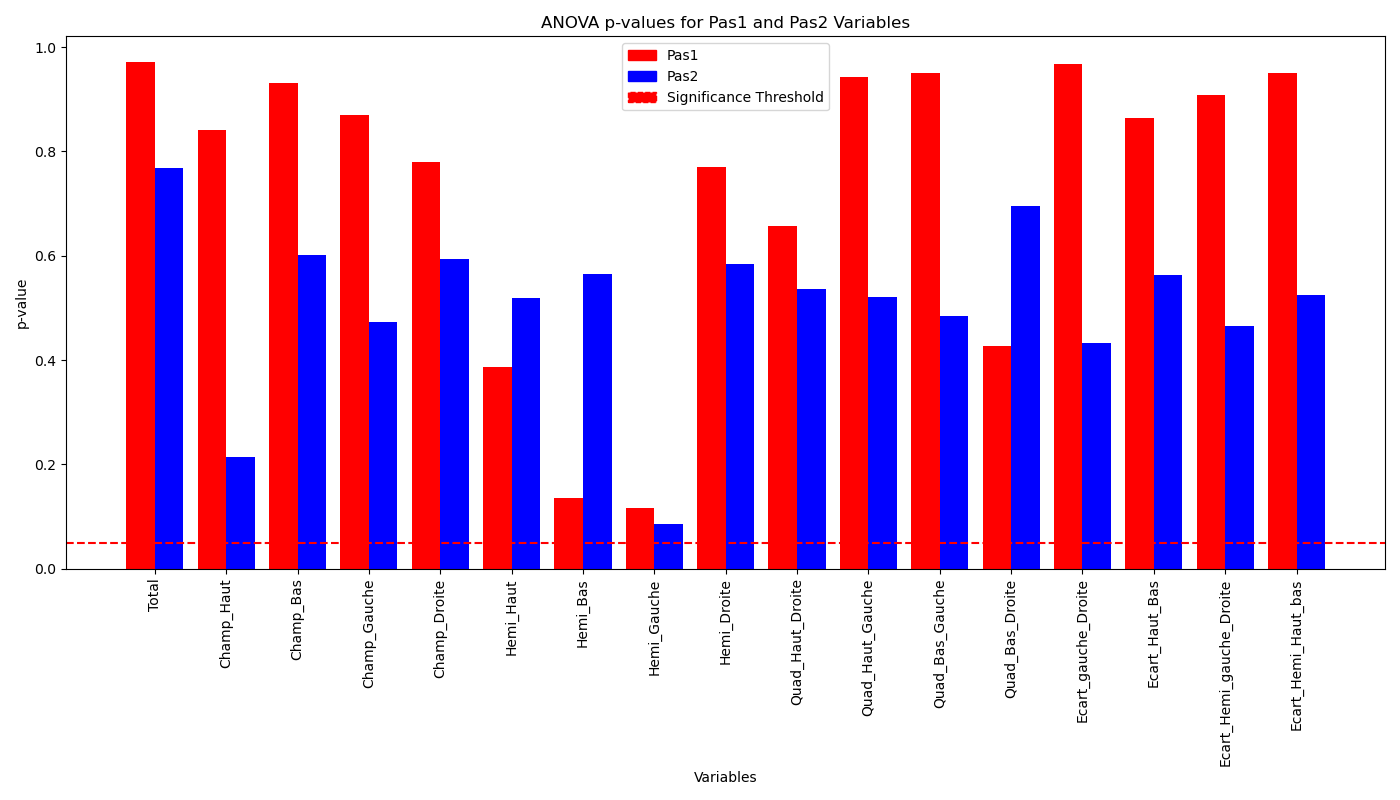 ANOVA p-values for Pas1 and Pas2 Variables
Pas1
Pas2
Significance Threshold
p-value
1.0
0.8
0.6
0.4
0.2
0.0
Total
Champ_Haut
Champ_Bas
Champ_Gauche
Champ_Droite
Hemi_Haut
Hemi_Bas
Hemi_Gauche
Hemi_Droite
Quad_Haut_Droite
Quad_Haut_Gauche
Quad_Bas_Gauche
Quad_Bas_Droite
Ecart_gauche_Droite
Ecart_Haut_Bas
Ecart_Hemi_gauche_Droite
Ecart_Hemi_Haut_bas
Variables